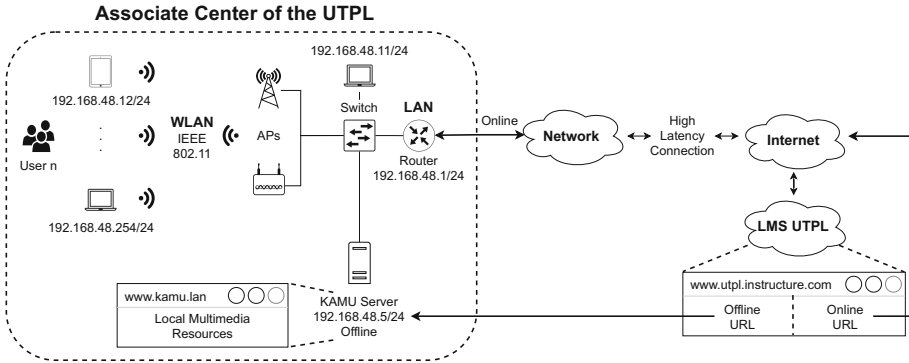 Associate Center of the UTPL
192.168.48.11/24
192.168.48.12/24
Switch
LAN
WLAN
IEEE
802.11
APs
Online
Network
High
Latency
Connection
Internet
User n
Router
192.168.48.1/24
192.168.48.254/24
LMS UTPL
www.kamu.lan
Local Multimedia
Resources
KAMU Server
192.168.48.5/24
Offline
www.utpl.instructure.com
Offline
URL
Online
URL